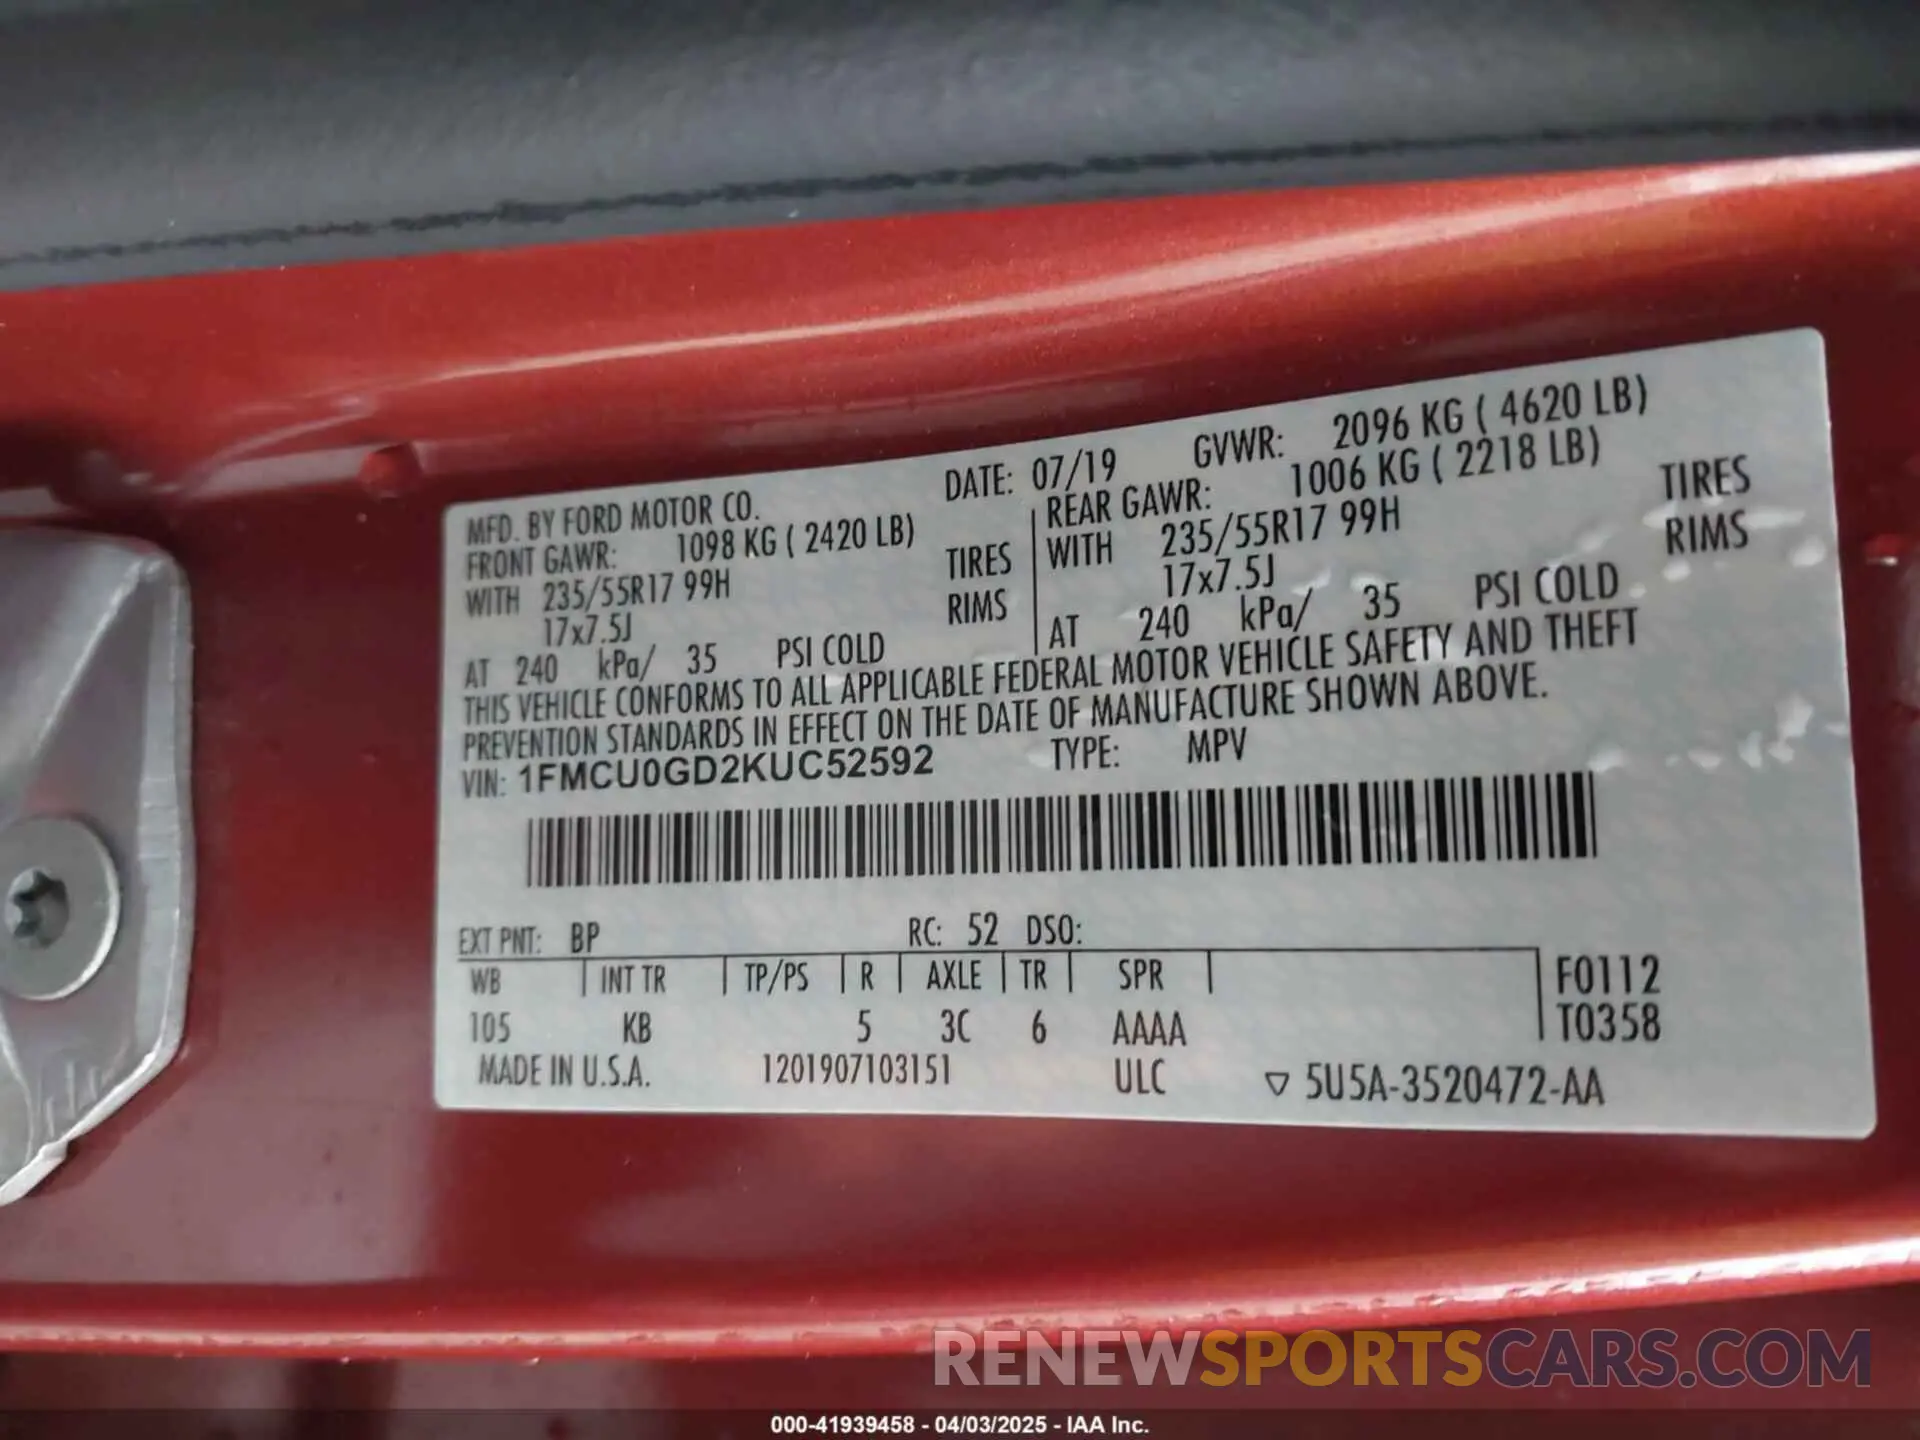 MFD. BY FORD MOTOR CO. DATE: 07/19 GVWR: 2096 KG ( 4620 LB)
FRONT GAWR: 1098 KG ( 2420 LB) REAR GAWR: 1006 KG ( 2218 LB)
WITH 235/55R17 99H TIRES WITH 235/55R17 99H TIRES
17x7.5J RIMS 17x7.5J RIMS
AT 240 kPa/ 35 PSI COLD AT 240 kPa/ 35 PSI COLD
THIS VEHICLE CONFORMS TO ALL APPLICABLE FEDERAL MOTOR VEHICLE SAFETY AND THEFT
PREVENTION STANDARDS IN EFFECT ON THE DATE OF MANUFACTURE SHOWN ABOVE.
VIN: 1FMCU0GD2KUC52592 TYPE: MPV
EXT PNT: BP RC: 52 DSO:
WB INT TR TP/PS R AXLE TR SPR F0112
105 KB 5 3C 6 AAAA T0358
MADE IN U.S.A. 1201907103151 ULC ▽ 5U5A-3520472-AA
RENEWSPORTSCARS.COM
000-41939458 - 04/03/2025 - IAA Inc.